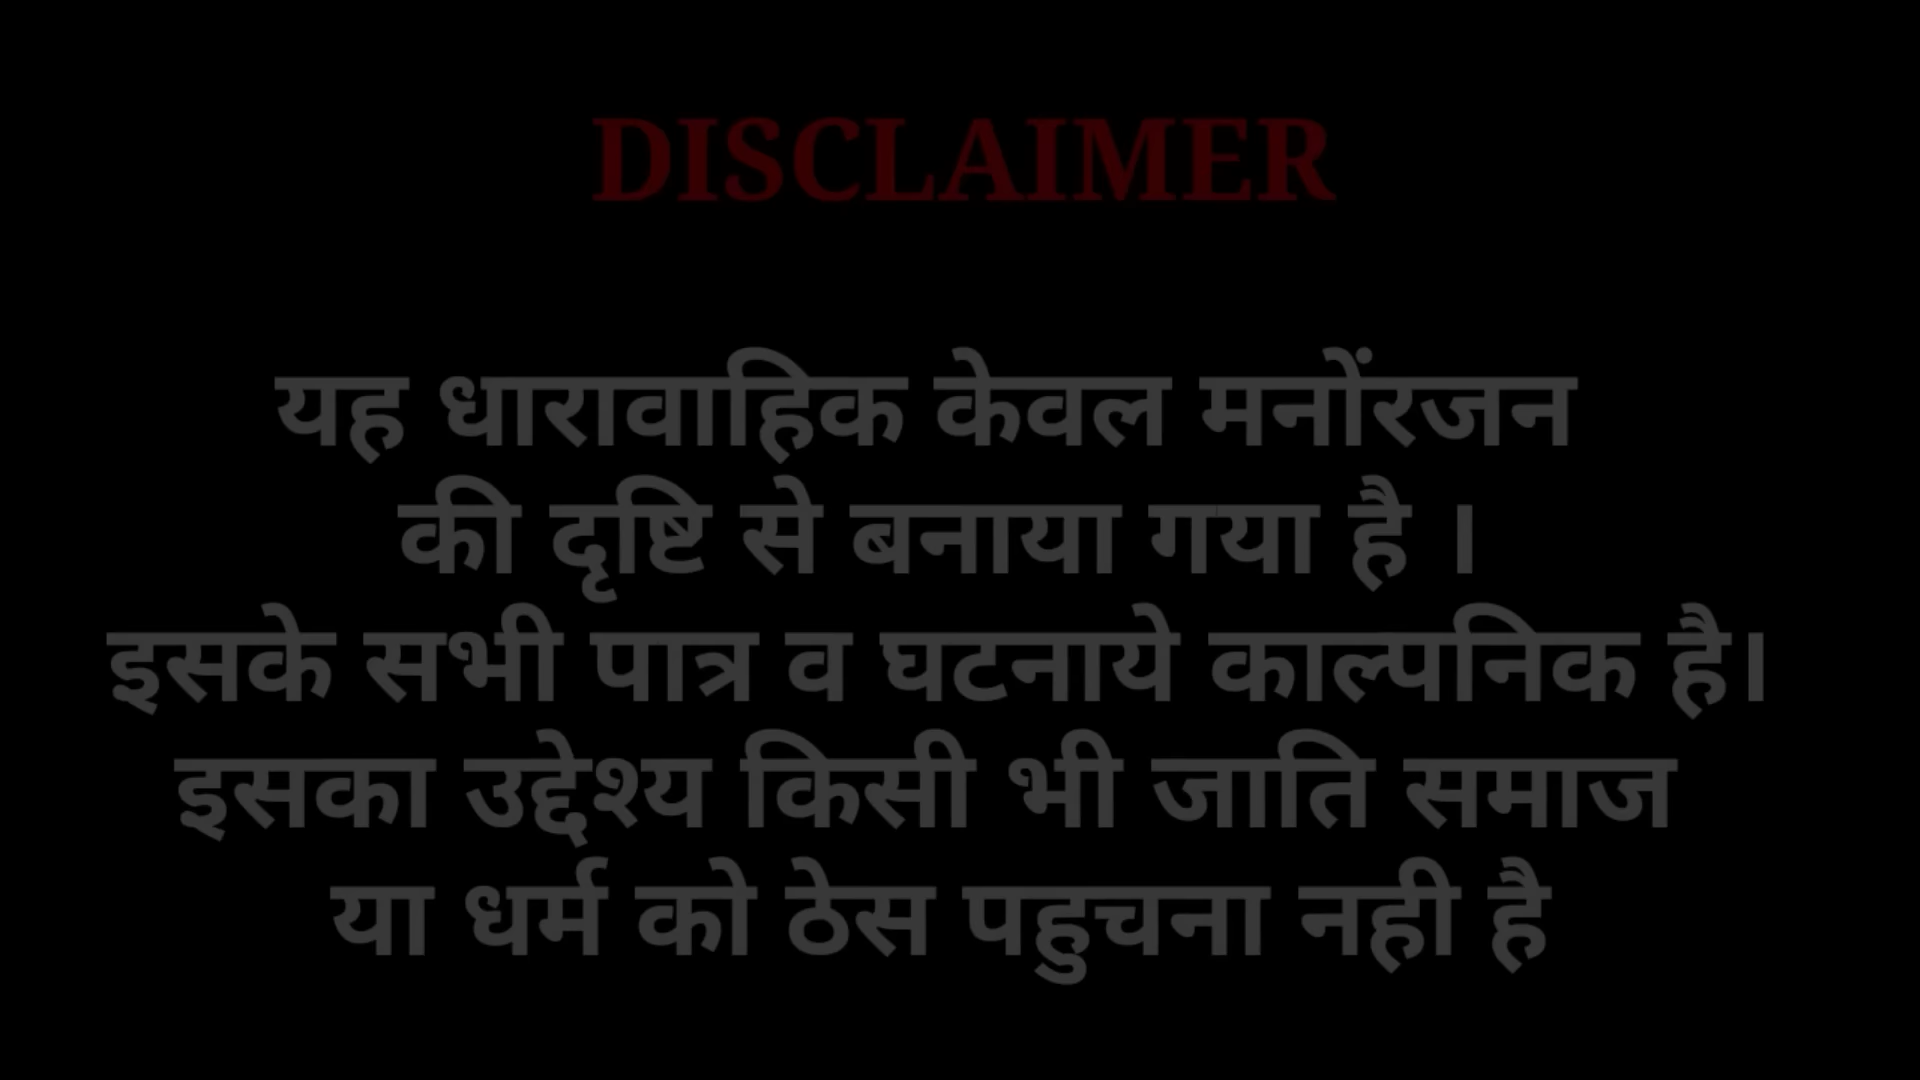 DISCLAIMER
यह धारावाहिक केवल मनोंरजन
की दृष्टि से बनाया गया है ।
इसके सभी पात्र व घटनाये काल्पनिक है।
इसका उद्देश्य किसी भी जाति समाज
या धर्म को ठेस पहुचना नही है